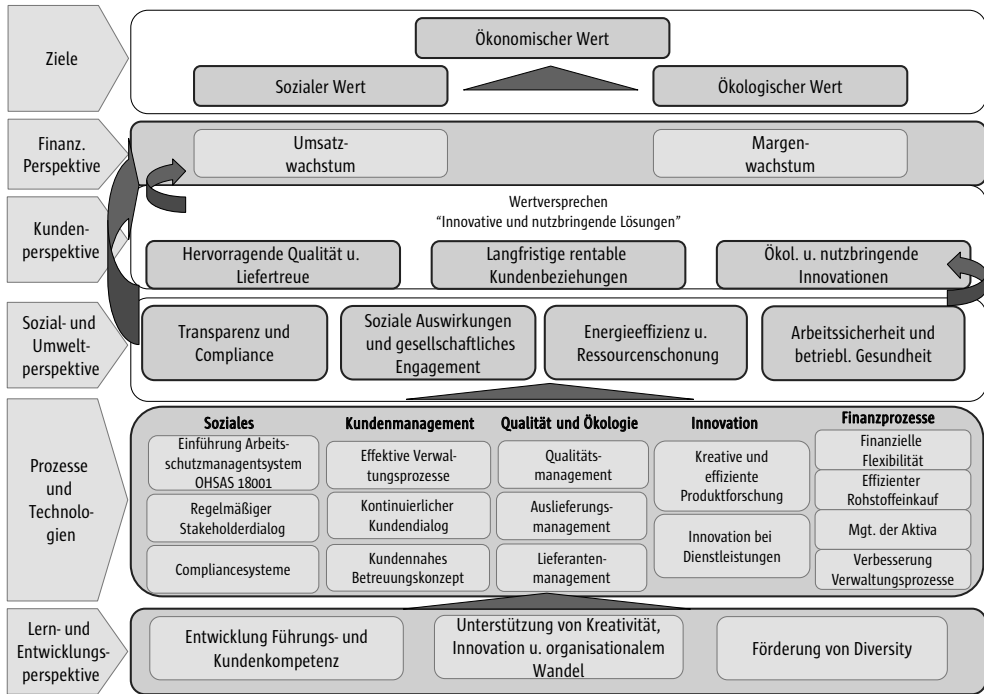 Ziele
Ökonomischer Wert
Sozialer Wert
Ökologischer Wert
Finanz.
Perspektive
Umsatz-
wachstum
Margen-
wachstum
Kunden-
perspektive
Wertversprechen
“Innovative und nutzbringende Lösungen”
Hervorragende Qualität u.
Liefertreue
Langfristige rentable
Kundenbeziehungen
Ökol. u. nutzbringende
Innovationen
Sozial- und
Umwelt-
perspektive
Transparenz und
Compliance
Soziale Auswirkungen
und gesellschaftliches
Engagement
Energieeffizienz u.
Ressourcenschonung
Arbeitssicherheit und
betriebl. Gesundheit
Prozesse
und
Technolo-
gien
Soziales
Einführung Arbeits-
schutzmanagentsystem
OHSAS 18001
Regelmäßiger
Stakeholderdialog
Compliancesysteme
Kundenmanagement
Effektive Verwal-
tungsprozesse
Kontinuierlicher
Kundendialog
Kundennahes
Betreuungskonzept
Qualität und Ökologie
Qualitäts-
management
Auslieferungs-
management
Lieferanten-
management
Innovation
Kreative und
effiziente
Produktforschung
Innovation bei
Dienstleistungen
Finanzprozesse
Finanzielle
Flexibilität
Effizienter
Rohstoffeinkauf
Mgt. der Aktiva
Verbesserung
Verwaltungsprozesse
Lern- und
Entwicklungs-
perspektive
Entwicklung Führungs- und
Kundenkompetenz
Unterstützung von Kreativität,
Innovation u. organisationalem
Wandel
Förderung von Diversity